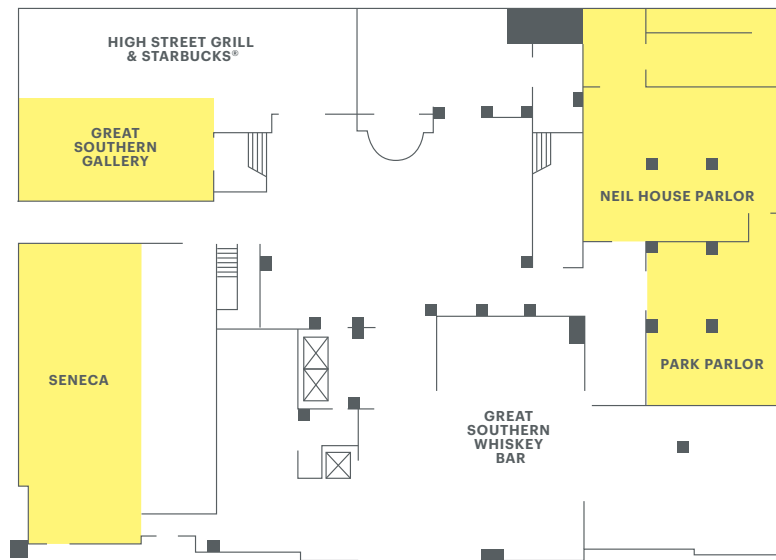 HIGH STREET GRILL
& STARBUCKS®
GREAT
SOUTHERN
GALLERY
NEIL HOUSE PARLOR
SENECA
PARK PARLOR
GREAT
SOUTHERN
WHISKEY
BAR